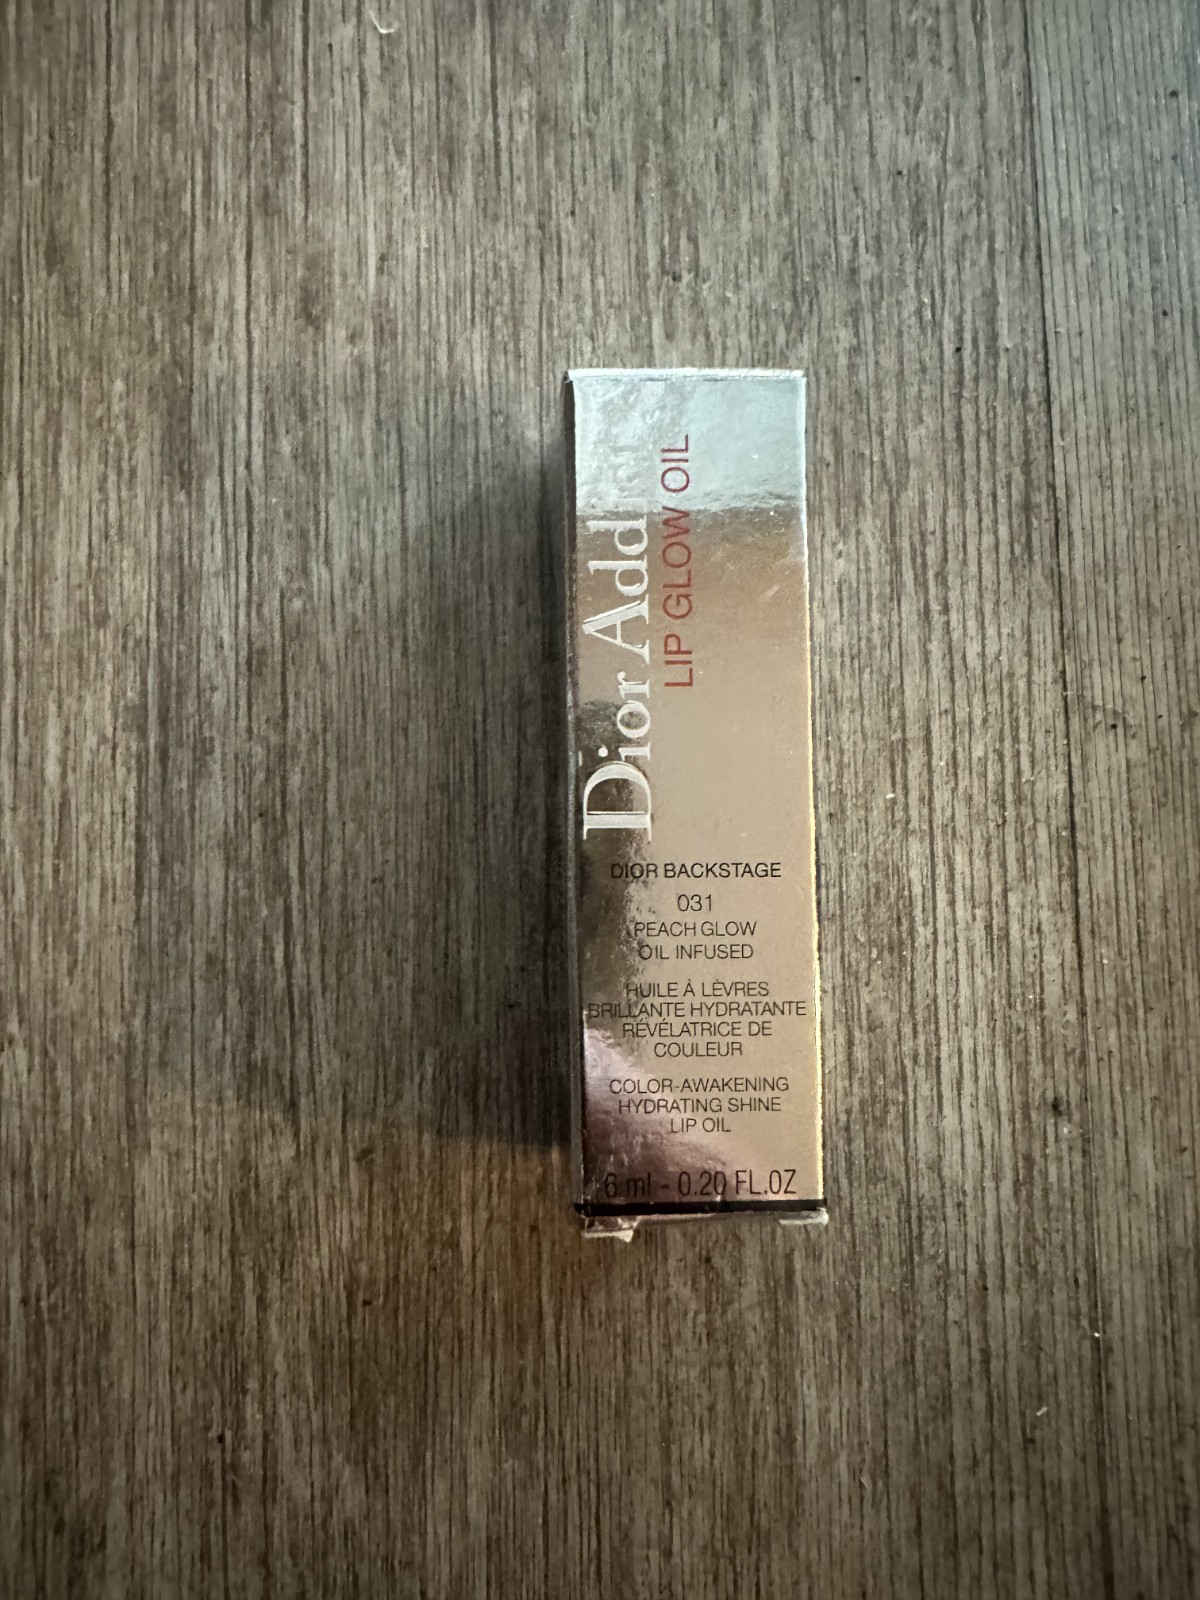 Dior Add
LIP GLOW OIL
DIOR BACKSTAGE
031
PEACH GLOW
OIL INFUSED
HUILE À LÈVRES
BRILLANTE HYDRATANTE
RÉVÉLATRICE DE
COULEUR
COLOR-AWAKENING
HYDRATING SHINE
LIP OIL
6 ml - 0.20 FL.OZ